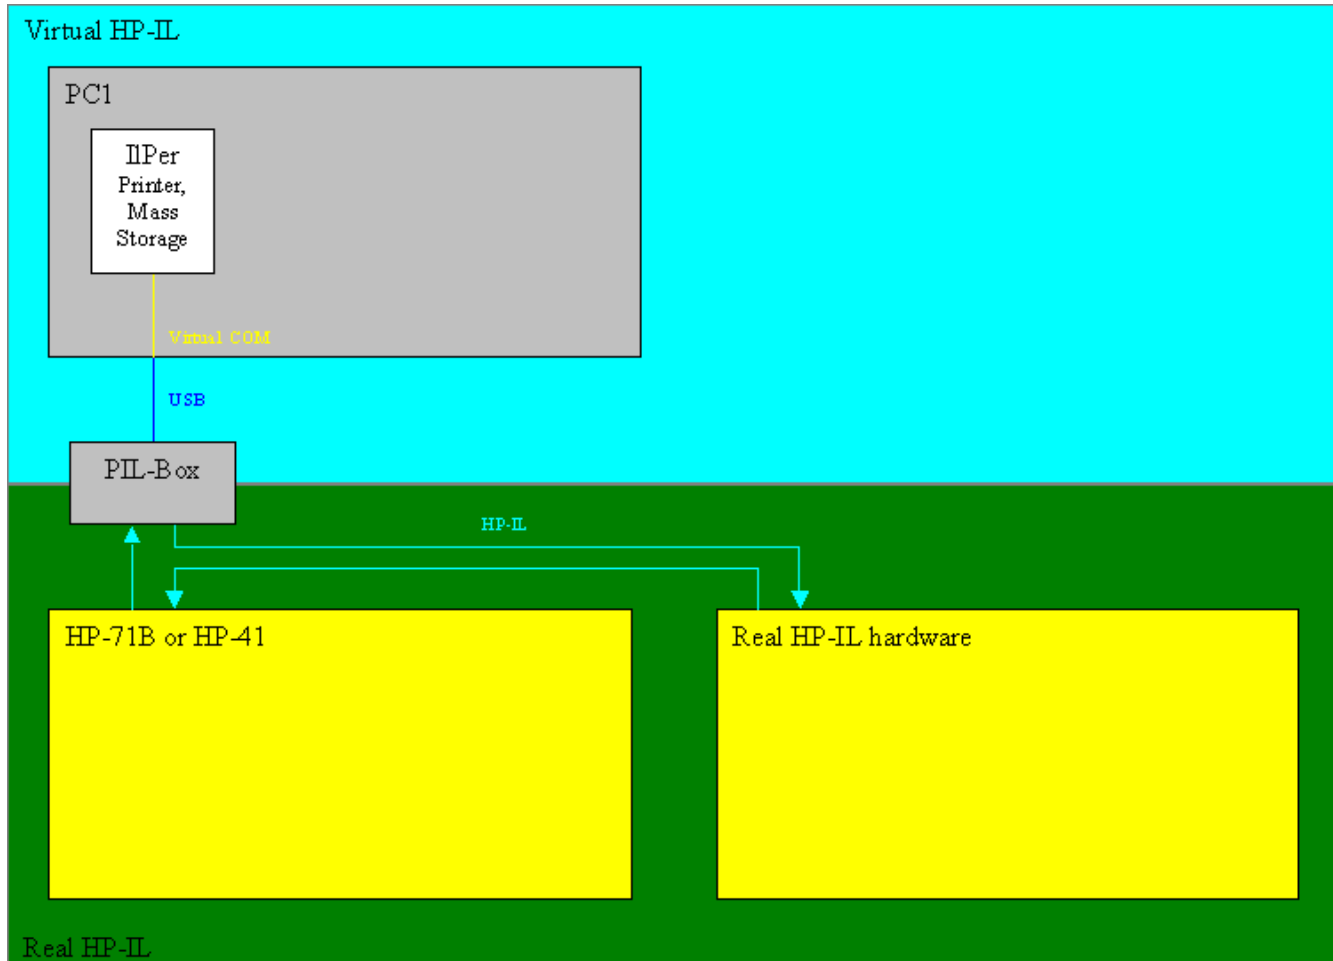 Virtual HP-IL
PC1
IlPer
Printer,
Mass
Storage
Virtual COM
USB
PIL-Box
HP-IL
HP-71B or HP-41
Real HP-IL hardware
Real HP-IL